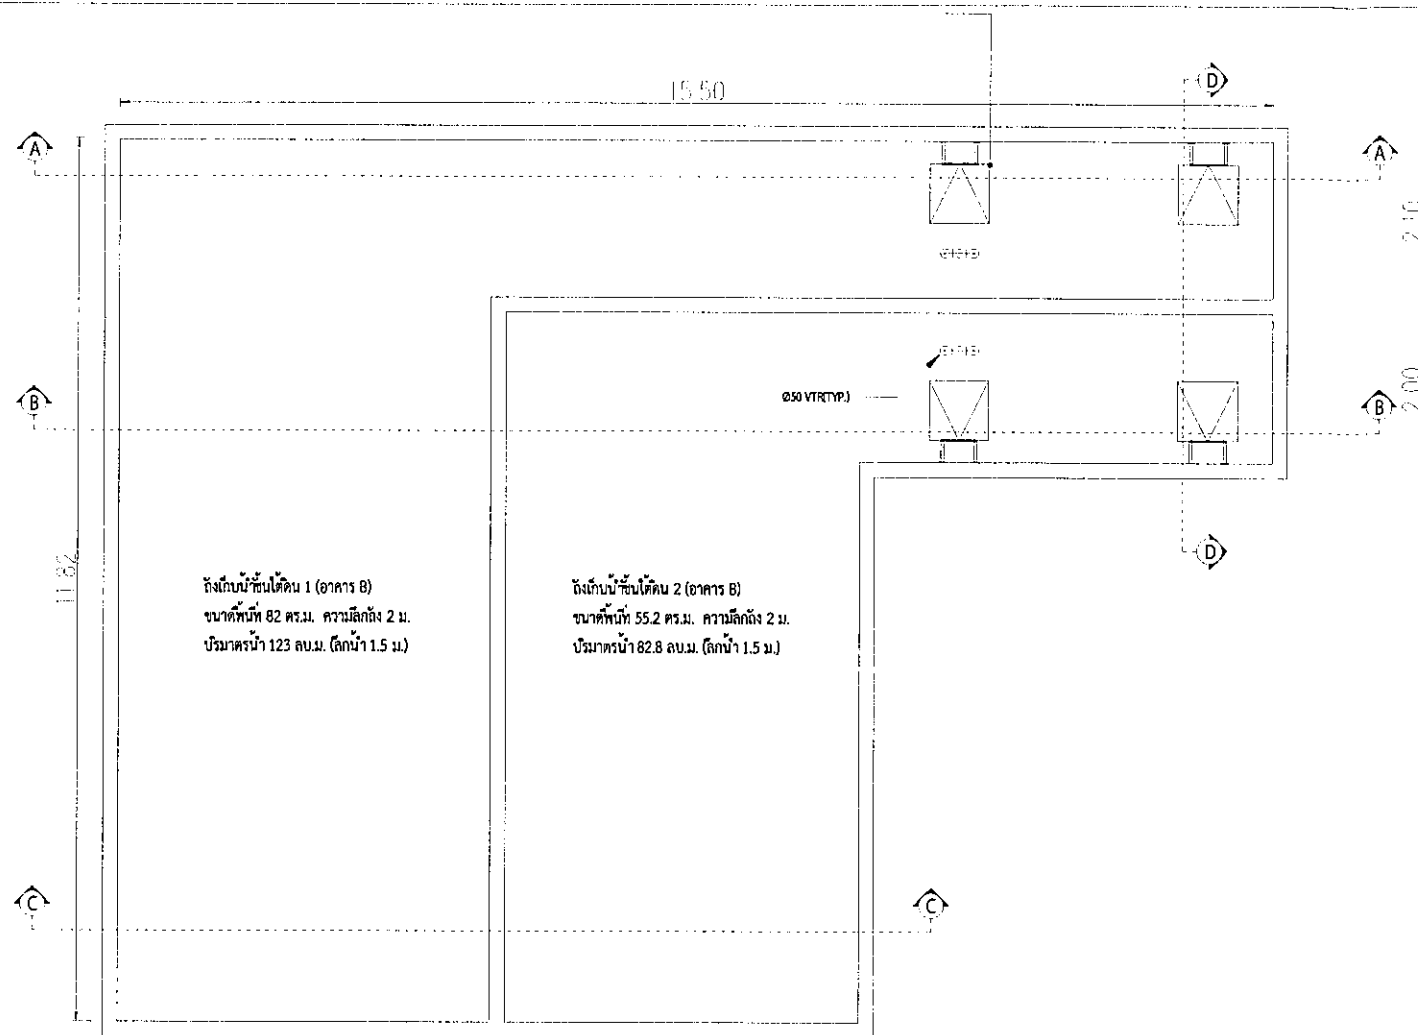 15.50
D
A
A
2.10
Ø50 VTR(TYP.)
B
B
2.00
11.82
D
ถังเก็บน้ำชั้นใต้ดิน 1 (อาคาร B)
ขนาดพื้นที่ 82 ตร.ม. ความลึกถัง 2 ม.
ปริมาตรน้ำ 123 ลบ.ม. (ลึกน้ำ 1.5 ม.)
ถังเก็บน้ำชั้นใต้ดิน 2 (อาคาร B)
ขนาดพื้นที่ 55.2 ตร.ม. ความลึกถัง 2 ม.
ปริมาตรน้ำ 82.8 ลบ.ม. (ลึกน้ำ 1.5 ม.)
C
C